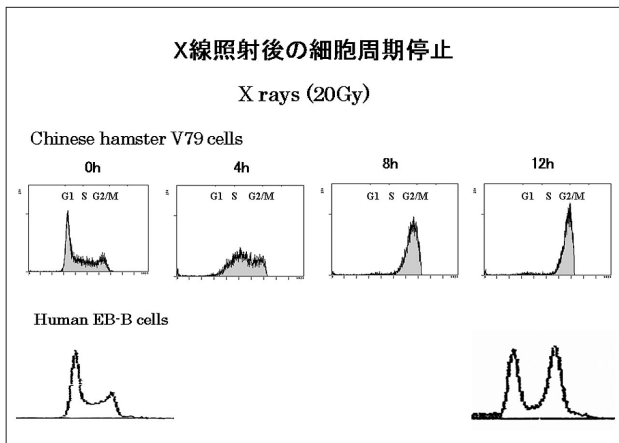 X線照射後の細胞周期停止
X rays (20Gy)
Chinese hamster V79 cells
0h 4h 8h 12h
G1 S G2/M G1 S G2/M G1 S G2/M G1 S G2/M
Human EB-B cells